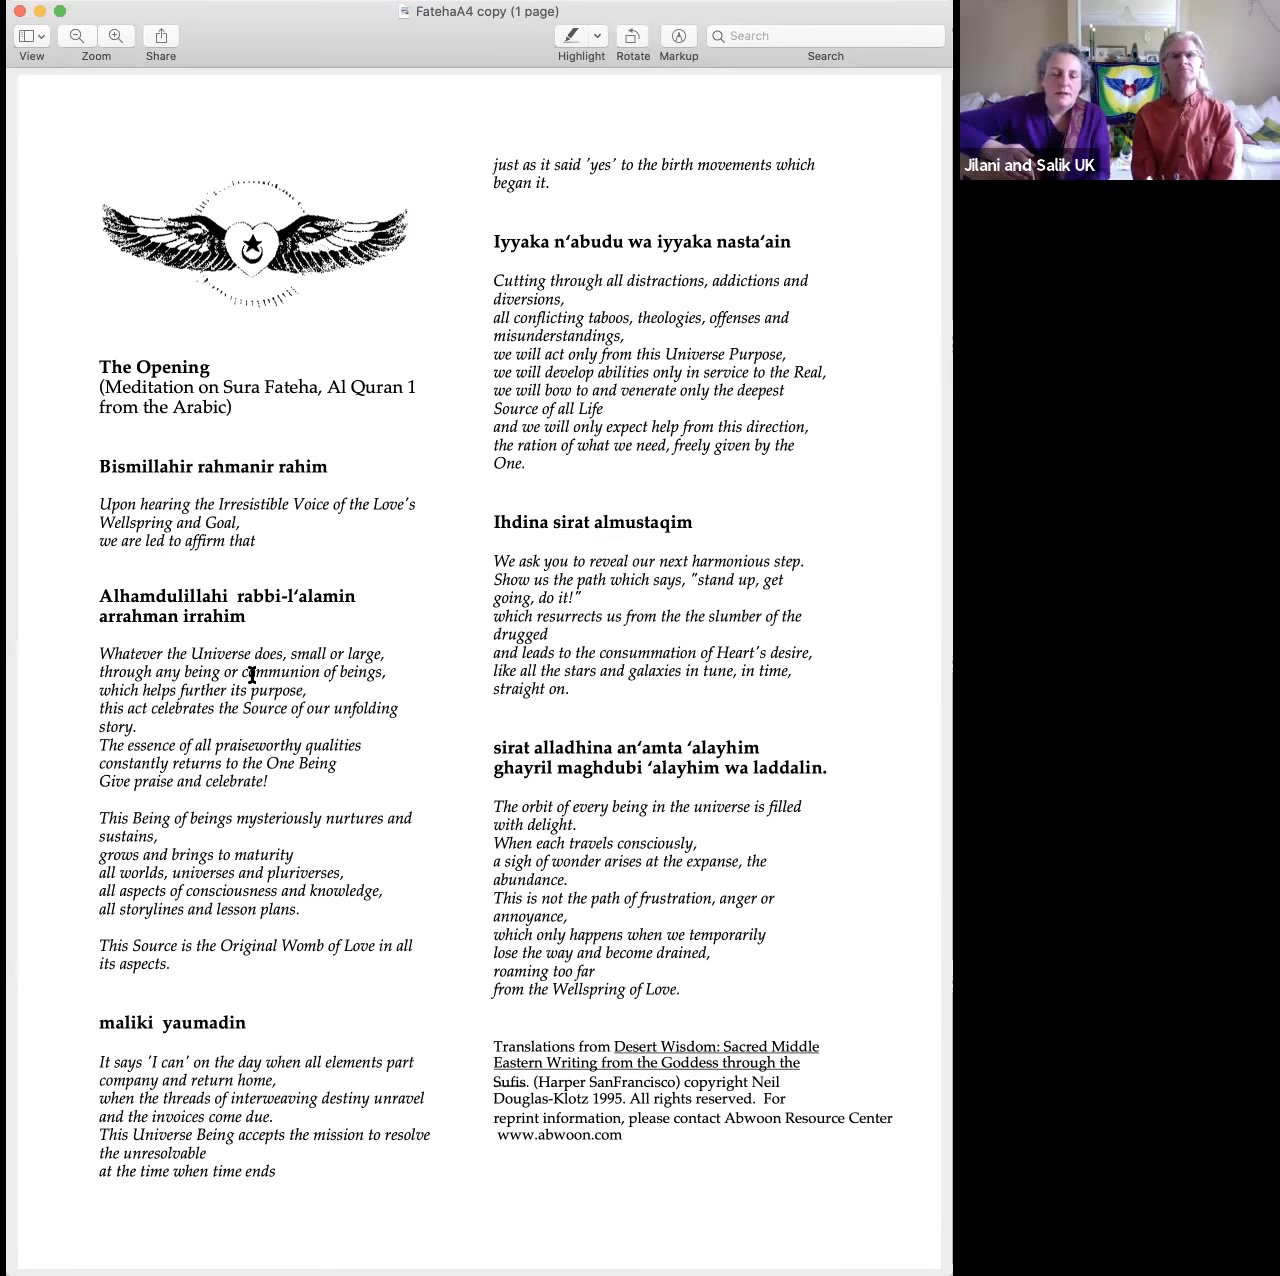 FatehaA4 copy (1 page)
View
Zoom
Share
Highlight
Rotate
Markup
Search
Search
The Opening
(Meditation on Sura Fateha, Al Quran 1
from the Arabic)
Bismillahir rahmanir rahim
Upon hearing the Irresistible Voice of the Love's
Wellspring and Goal,
we are led to affirm that
Alhamdulillahi  rabbi-l‘alamin
arrahman irrahim
Whatever the Universe does, small or large,
through any being or communion of beings,
which helps further its purpose,
this act celebrates the Source of our unfolding
story.
The essence of all praiseworthy qualities
constantly returns to the One Being
Give praise and celebrate!
This Being of beings mysteriously nurtures and
sustains,
grows and brings to maturity
all worlds, universes and pluriverses,
all aspects of consciousness and knowledge,
all storylines and lesson plans.
This Source is the Original Womb of Love in all
its aspects.
maliki  yaumadin
It says 'I can' on the day when all elements part
company and return home,
when the threads of interweaving destiny unravel
and the invoices come due.
This Universe Being accepts the mission to resolve
the unresolvable
at the time when time ends
just as it said 'yes' to the birth movements which
began it.
Iyyaka n‘abudu wa iyyaka nasta‘ain
Cutting through all distractions, addictions and
diversions,
all conflicting taboos, theologies, offenses and
misunderstandings,
we will act only from this Universe Purpose,
we will develop abilities only in service to the Real,
we will bow to and venerate only the deepest
Source of all Life
and we will only expect help from this direction,
the ration of what we need, freely given by the
One.
Ihdina sirat almustaqim
We ask you to reveal our next harmonious step.
Show us the path which says, "stand up, get
going, do it!"
which resurrects us from the the slumber of the
drugged
and leads to the consummation of Heart's desire,
like all the stars and galaxies in tune, in time,
straight on.
sirat alladhina an‘amta ‘alayhim
ghayril maghdubi ‘alayhim wa laddalin.
The orbit of every being in the universe is filled
with delight.
When each travels consciously,
a sigh of wonder arises at the expanse, the
abundance.
This is not the path of frustration, anger or
annoyance,
which only happens when we temporarily
lose the way and become drained,
roaming too far
from the Wellspring of Love.
Translations from Desert Wisdom: Sacred Middle
Eastern Writing from the Goddess through the
Sufis. (Harper SanFrancisco) copyright Neil
Douglas-Klotz 1995. All rights reserved.  For
reprint information, please contact Abwoon Resource Center
www.abwoon.com
Jilani and Salik UK